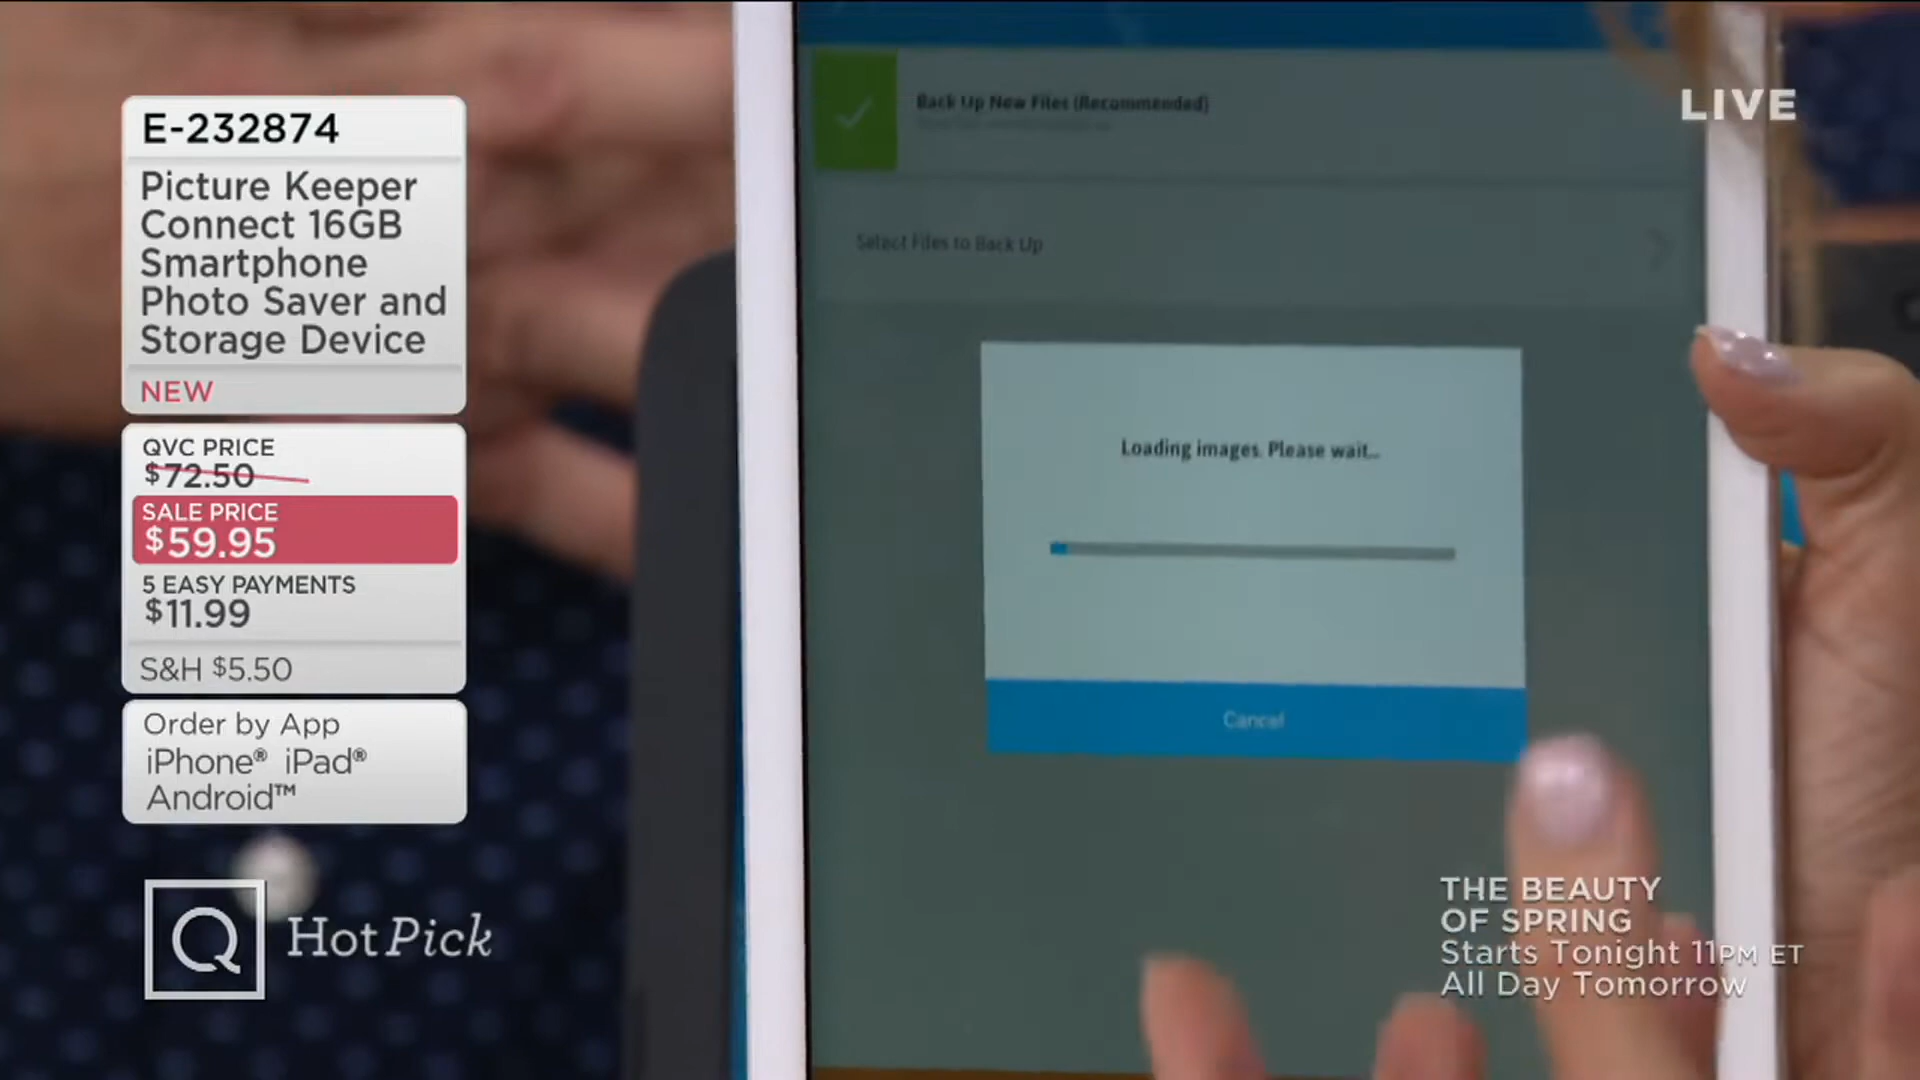 E-232874
Picture Keeper
Connect 16GB
Smartphone
Photo Saver and
Storage Device
NEW
QVC PRICE
$72.50
SALE PRICE
$59.95
5 EASY PAYMENTS
$11.99
S&H $5.50
Order by App
iPhone® iPad®
Android™
Q HotPick
Back Up New Files (Recommended)
Select Files to Back Up
Loading images. Please wait...
Cancel
LIVE
THE BEAUTY
OF SPRING
Starts Tonight 11PM ET
All Day Tomorrow